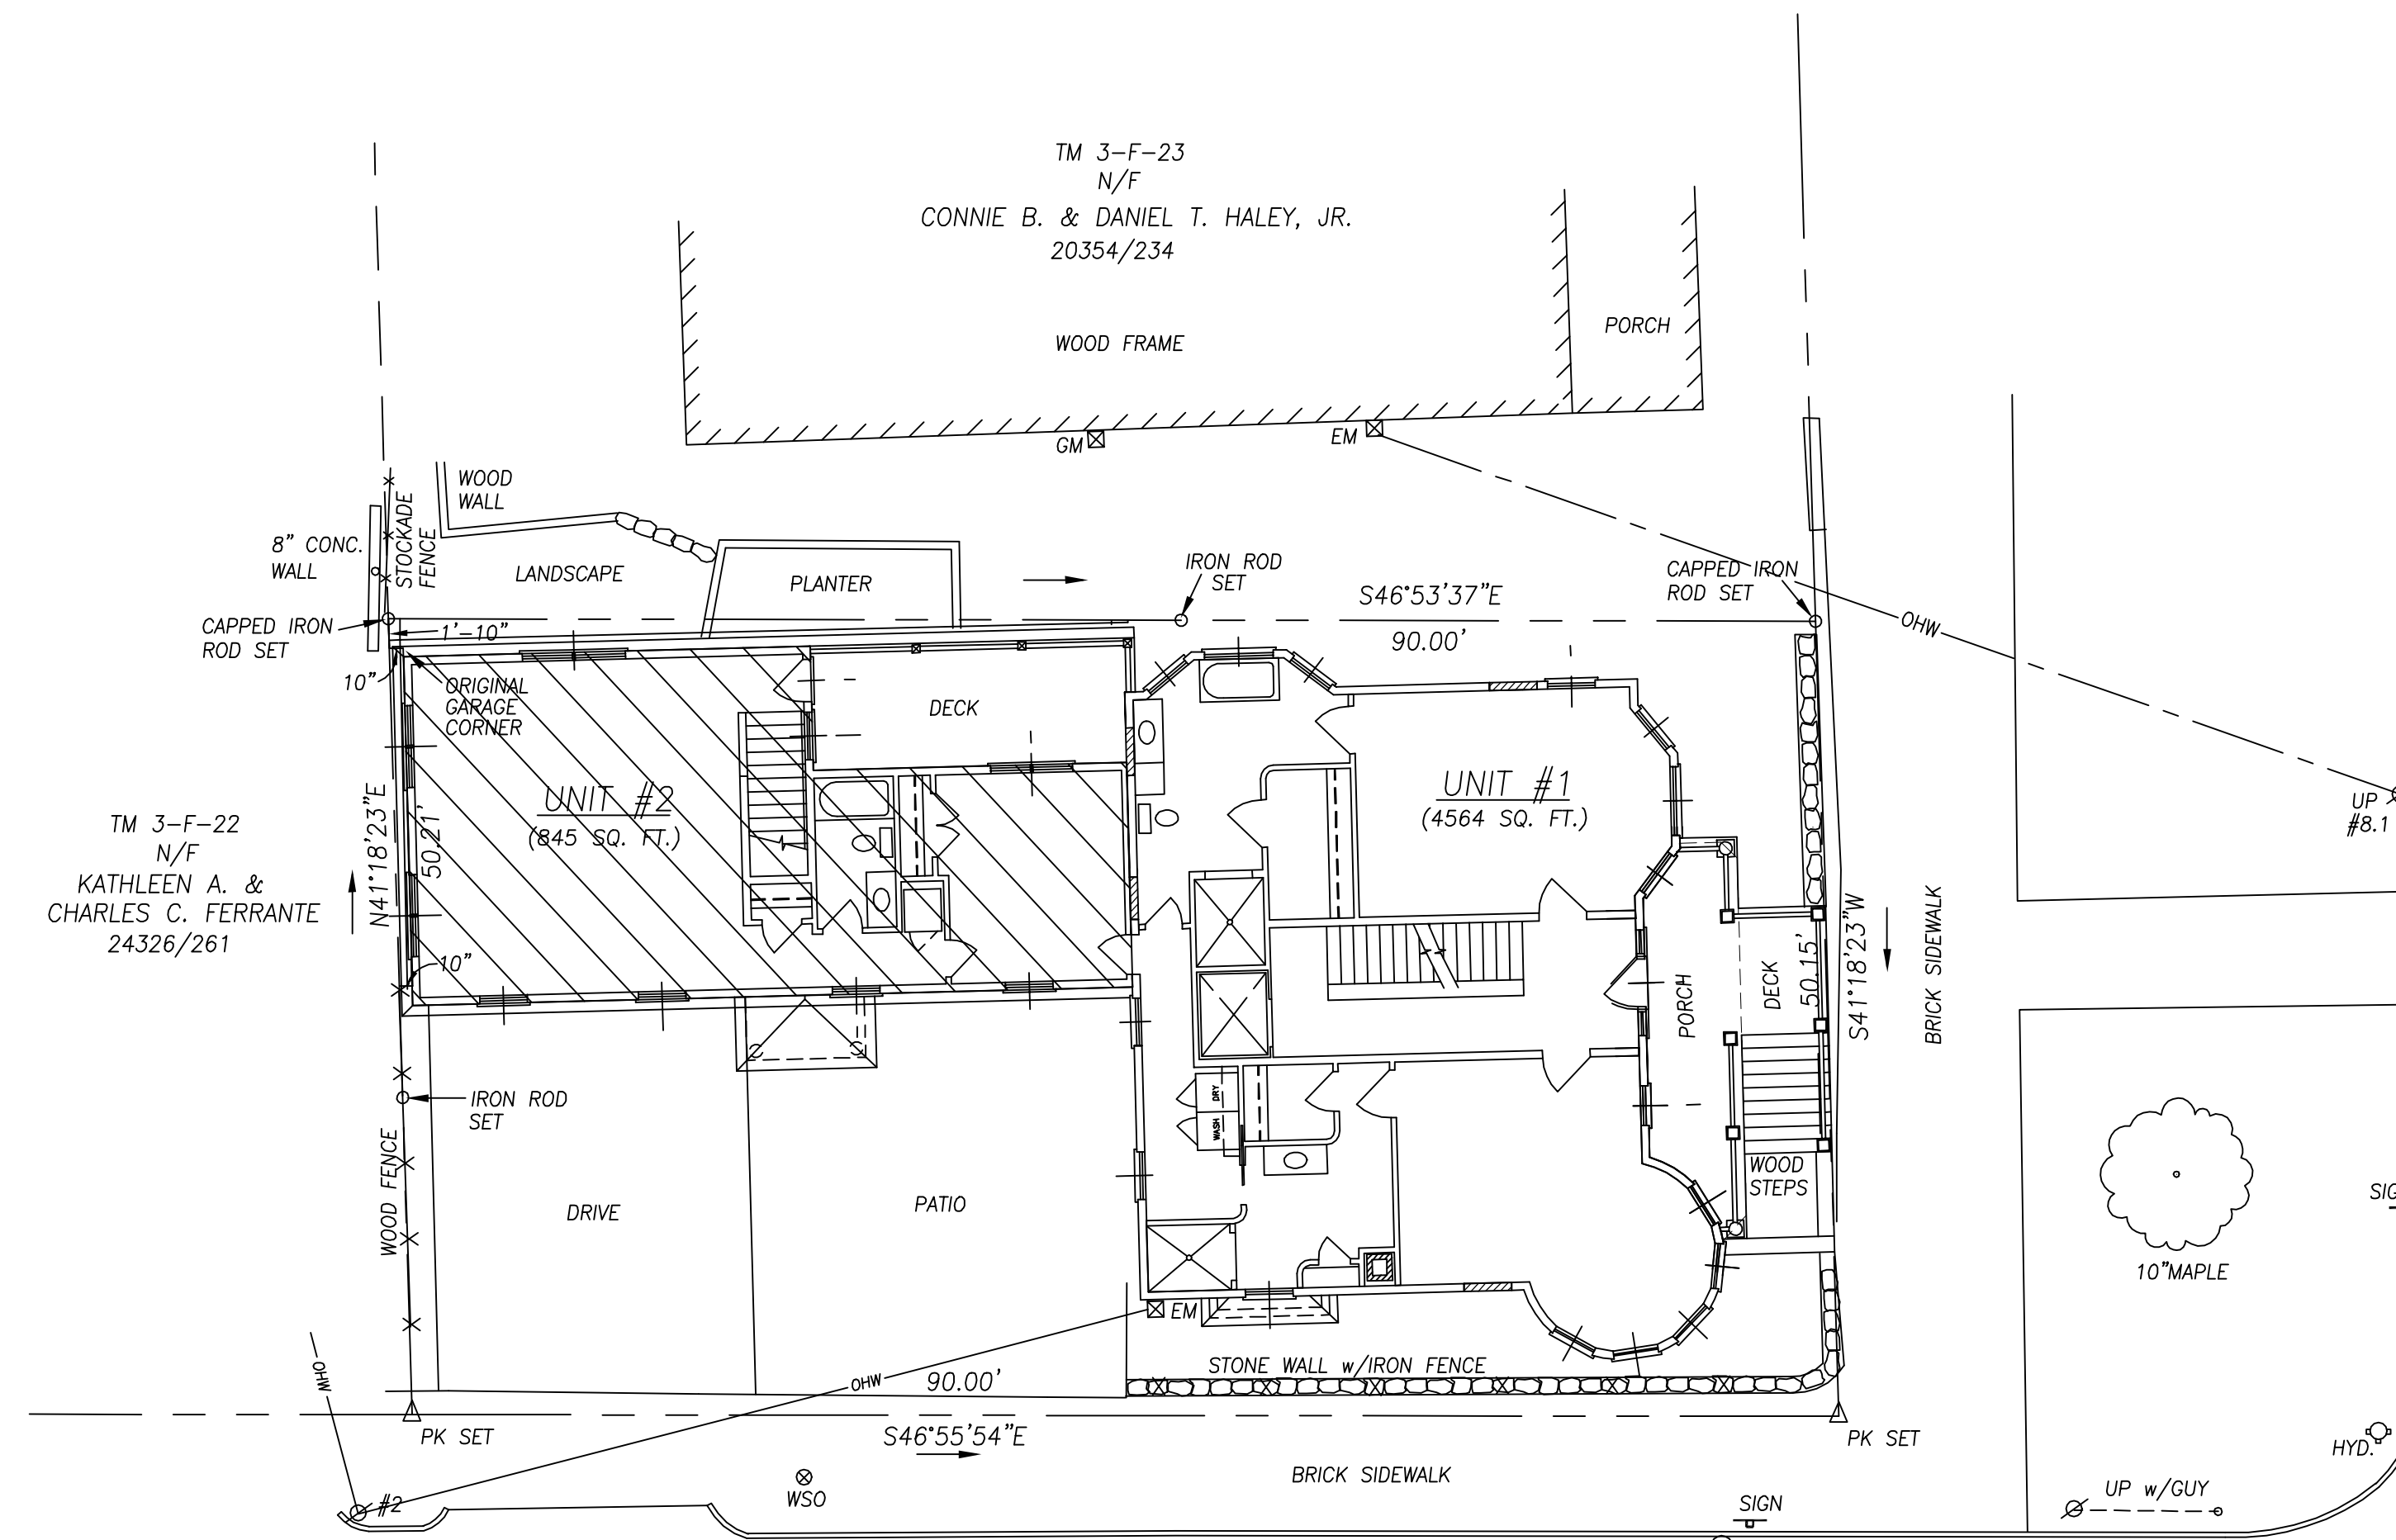 TM 3-F-23
N/F
CONNIE B. & DANIEL T. HALEY, JR.
20354/234
WOOD FRAME
PORCH
GM
EM
WOOD
WALL
STOCKADE
FENCE
8" CONC.
WALL
LANDSCAPE
PLANTER
IRON ROD
SET
CAPPED IRON
ROD SET
S46°53'37"E
90.00'
OHW
CAPPED IRON
ROD SET
1'-10"
10"
ORIGINAL
GARAGE
CORNER
DECK
UNIT #2
(845 SQ. FT.)
UNIT #1
(4564 SQ. FT.)
UP
#8.1
TM 3-F-22
N/F
KATHLEEN A. &
CHARLES C. FERRANTE
24326/261
N41°18'23"E
50.21'
10"
PORCH
DECK
50.15'
S41°18'23"W
BRICK SIDEWALK
IRON ROD
SET
WASH
DRY
WOOD
STEPS
WOOD FENCE
DRIVE
PATIO
SIG
10"MAPLE
EM
STONE WALL w/IRON FENCE
OHW
OHW
90.00'
PK SET
S46°55'54"E
PK SET
BRICK SIDEWALK
HYD.
WSO
#2
SIGN
UP w/GUY